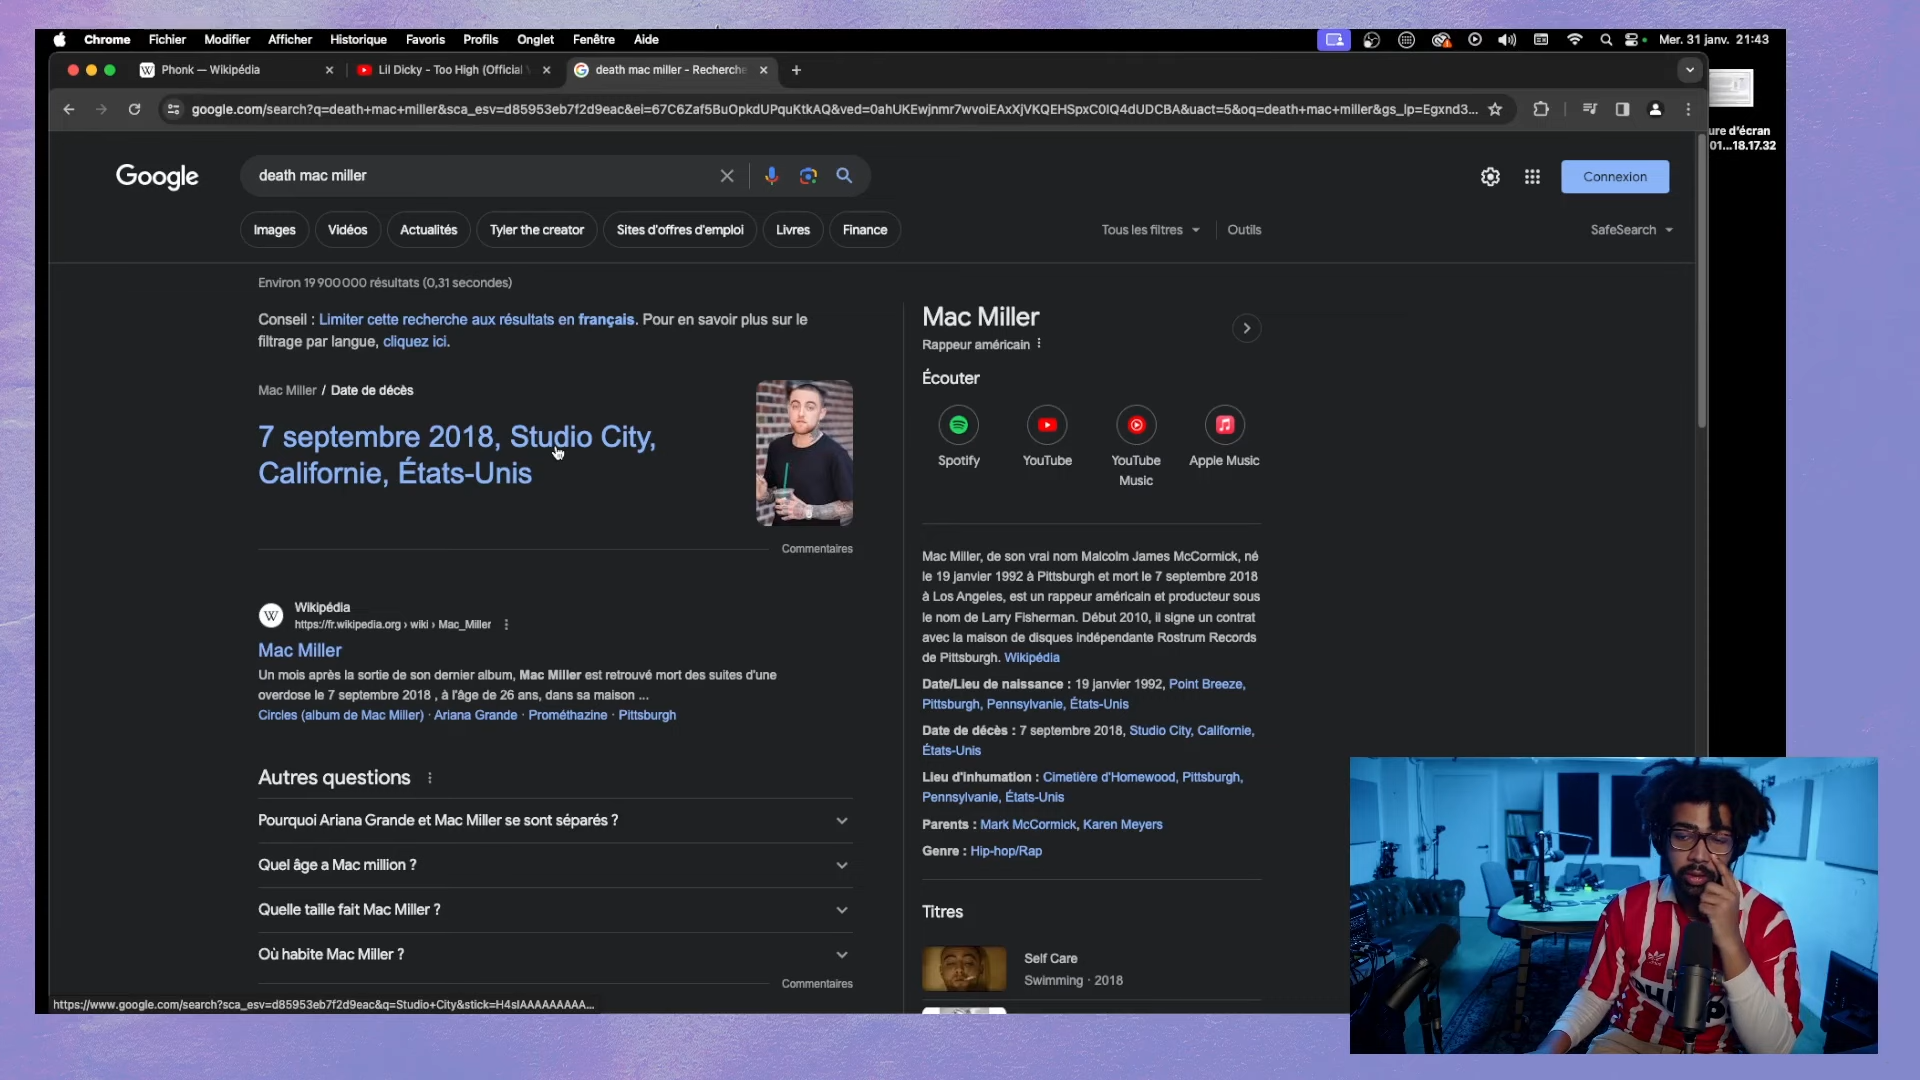 Chrome Fichier Modifier Afficher Historique Favoris Profils Onglet Fenêtre Aide Mer. 31 janv. 21:43
Phonk — Wikipédia Lil Dicky - Too High (Official death mac miller - Recherche
google.com/search?q=death+mac+miller&sca_esv=d85953eb7f2d9eac&ei=67C6Zaf5BuOpkdUPquKtkAQ&ved=0ahUKEwjnmr7wvoiEAxXjVKQEHSpxC0IQ4dUDCBA&uact=5&oq=death+mac+miller&gs_lp=Egxnd3...
ure d'écran
01...18.17.32
Google
death mac miller
Connexion
Images Vidéos Actualités Tyler the creator Sites d'offres d'emploi Livres Finance
Tous les filtres Outils SafeSearch
Environ 19 900 000 résultats (0,31 secondes)
Conseil : Limiter cette recherche aux résultats en français. Pour en savoir plus sur le
filtrage par langue, cliquez ici.
Mac Miller / Date de décès
7 septembre 2018, Studio City,
Californie, États-Unis
Commentaires
Wikipédia
https://fr.wikipedia.org › wiki › Mac_Miller
Mac Miller
Un mois après la sortie de son dernier album, Mac Miller est retrouvé mort des suites d'une
overdose le 7 septembre 2018 , à l'âge de 26 ans, dans sa maison ...
Circles (album de Mac Miller) · Ariana Grande · Prométhazine · Pittsburgh
Autres questions
Pourquoi Ariana Grande et Mac Miller se sont séparés ?
Quel âge a Mac million ?
Quelle taille fait Mac Miller ?
Où habite Mac Miller ?
Commentaires
https://www.google.com/search?sca_esv=d85953eb7f2d9eac&q=Studio+City&stick=H4sIAAAAAAAAA...
Mac Miller
Rappeur américain
Écouter
Spotify YouTube YouTube Music Apple Music
Mac Miller, de son vrai nom Malcolm James McCormick, né
le 19 janvier 1992 à Pittsburgh et mort le 7 septembre 2018
à Los Angeles, est un rappeur américain et producteur sous
le nom de Larry Fisherman. Début 2010, il signe un contrat
avec la maison de disques indépendante Rostrum Records
de Pittsburgh. Wikipédia
Date/Lieu de naissance : 19 janvier 1992, Point Breeze,
Pittsburgh, Pennsylvanie, États-Unis
Date de décès : 7 septembre 2018, Studio City, Californie,
États-Unis
Lieu d'inhumation : Cimetière d'Homewood, Pittsburgh,
Pennsylvanie, États-Unis
Parents : Mark McCormick, Karen Meyers
Genre : Hip-hop/Rap
Titres
Self Care
Swimming · 2018